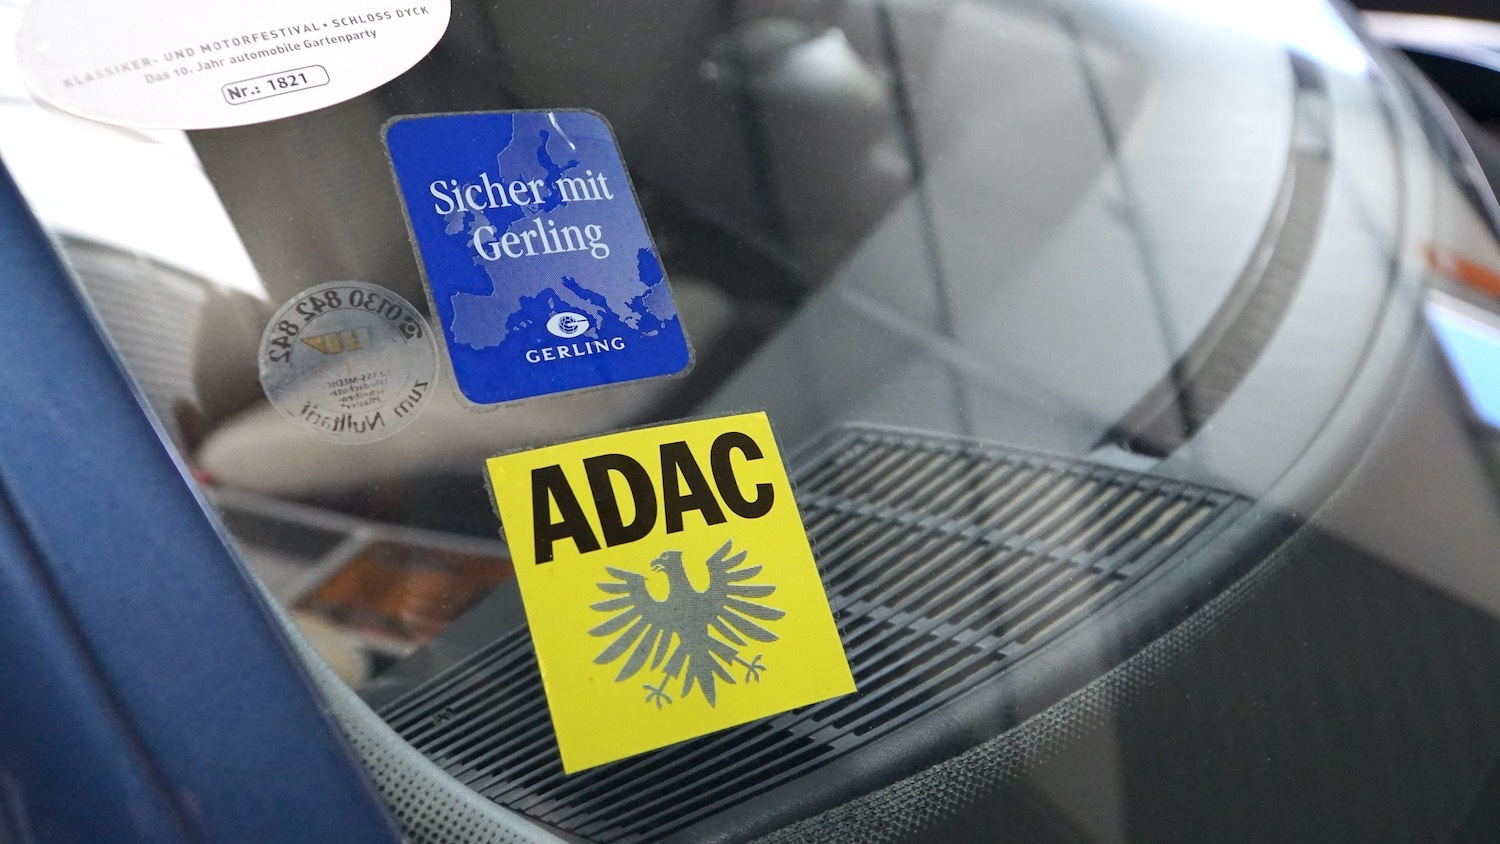 KLASSIKER- UND MOTORFESTIVAL • SCHLOSS DYCK
Das 10. Jahr automobile Gartenparty
Nr.: 1821
Sicher mit
Gerling
GERLING
0130 842 842
zum Nulltarif
ADAC